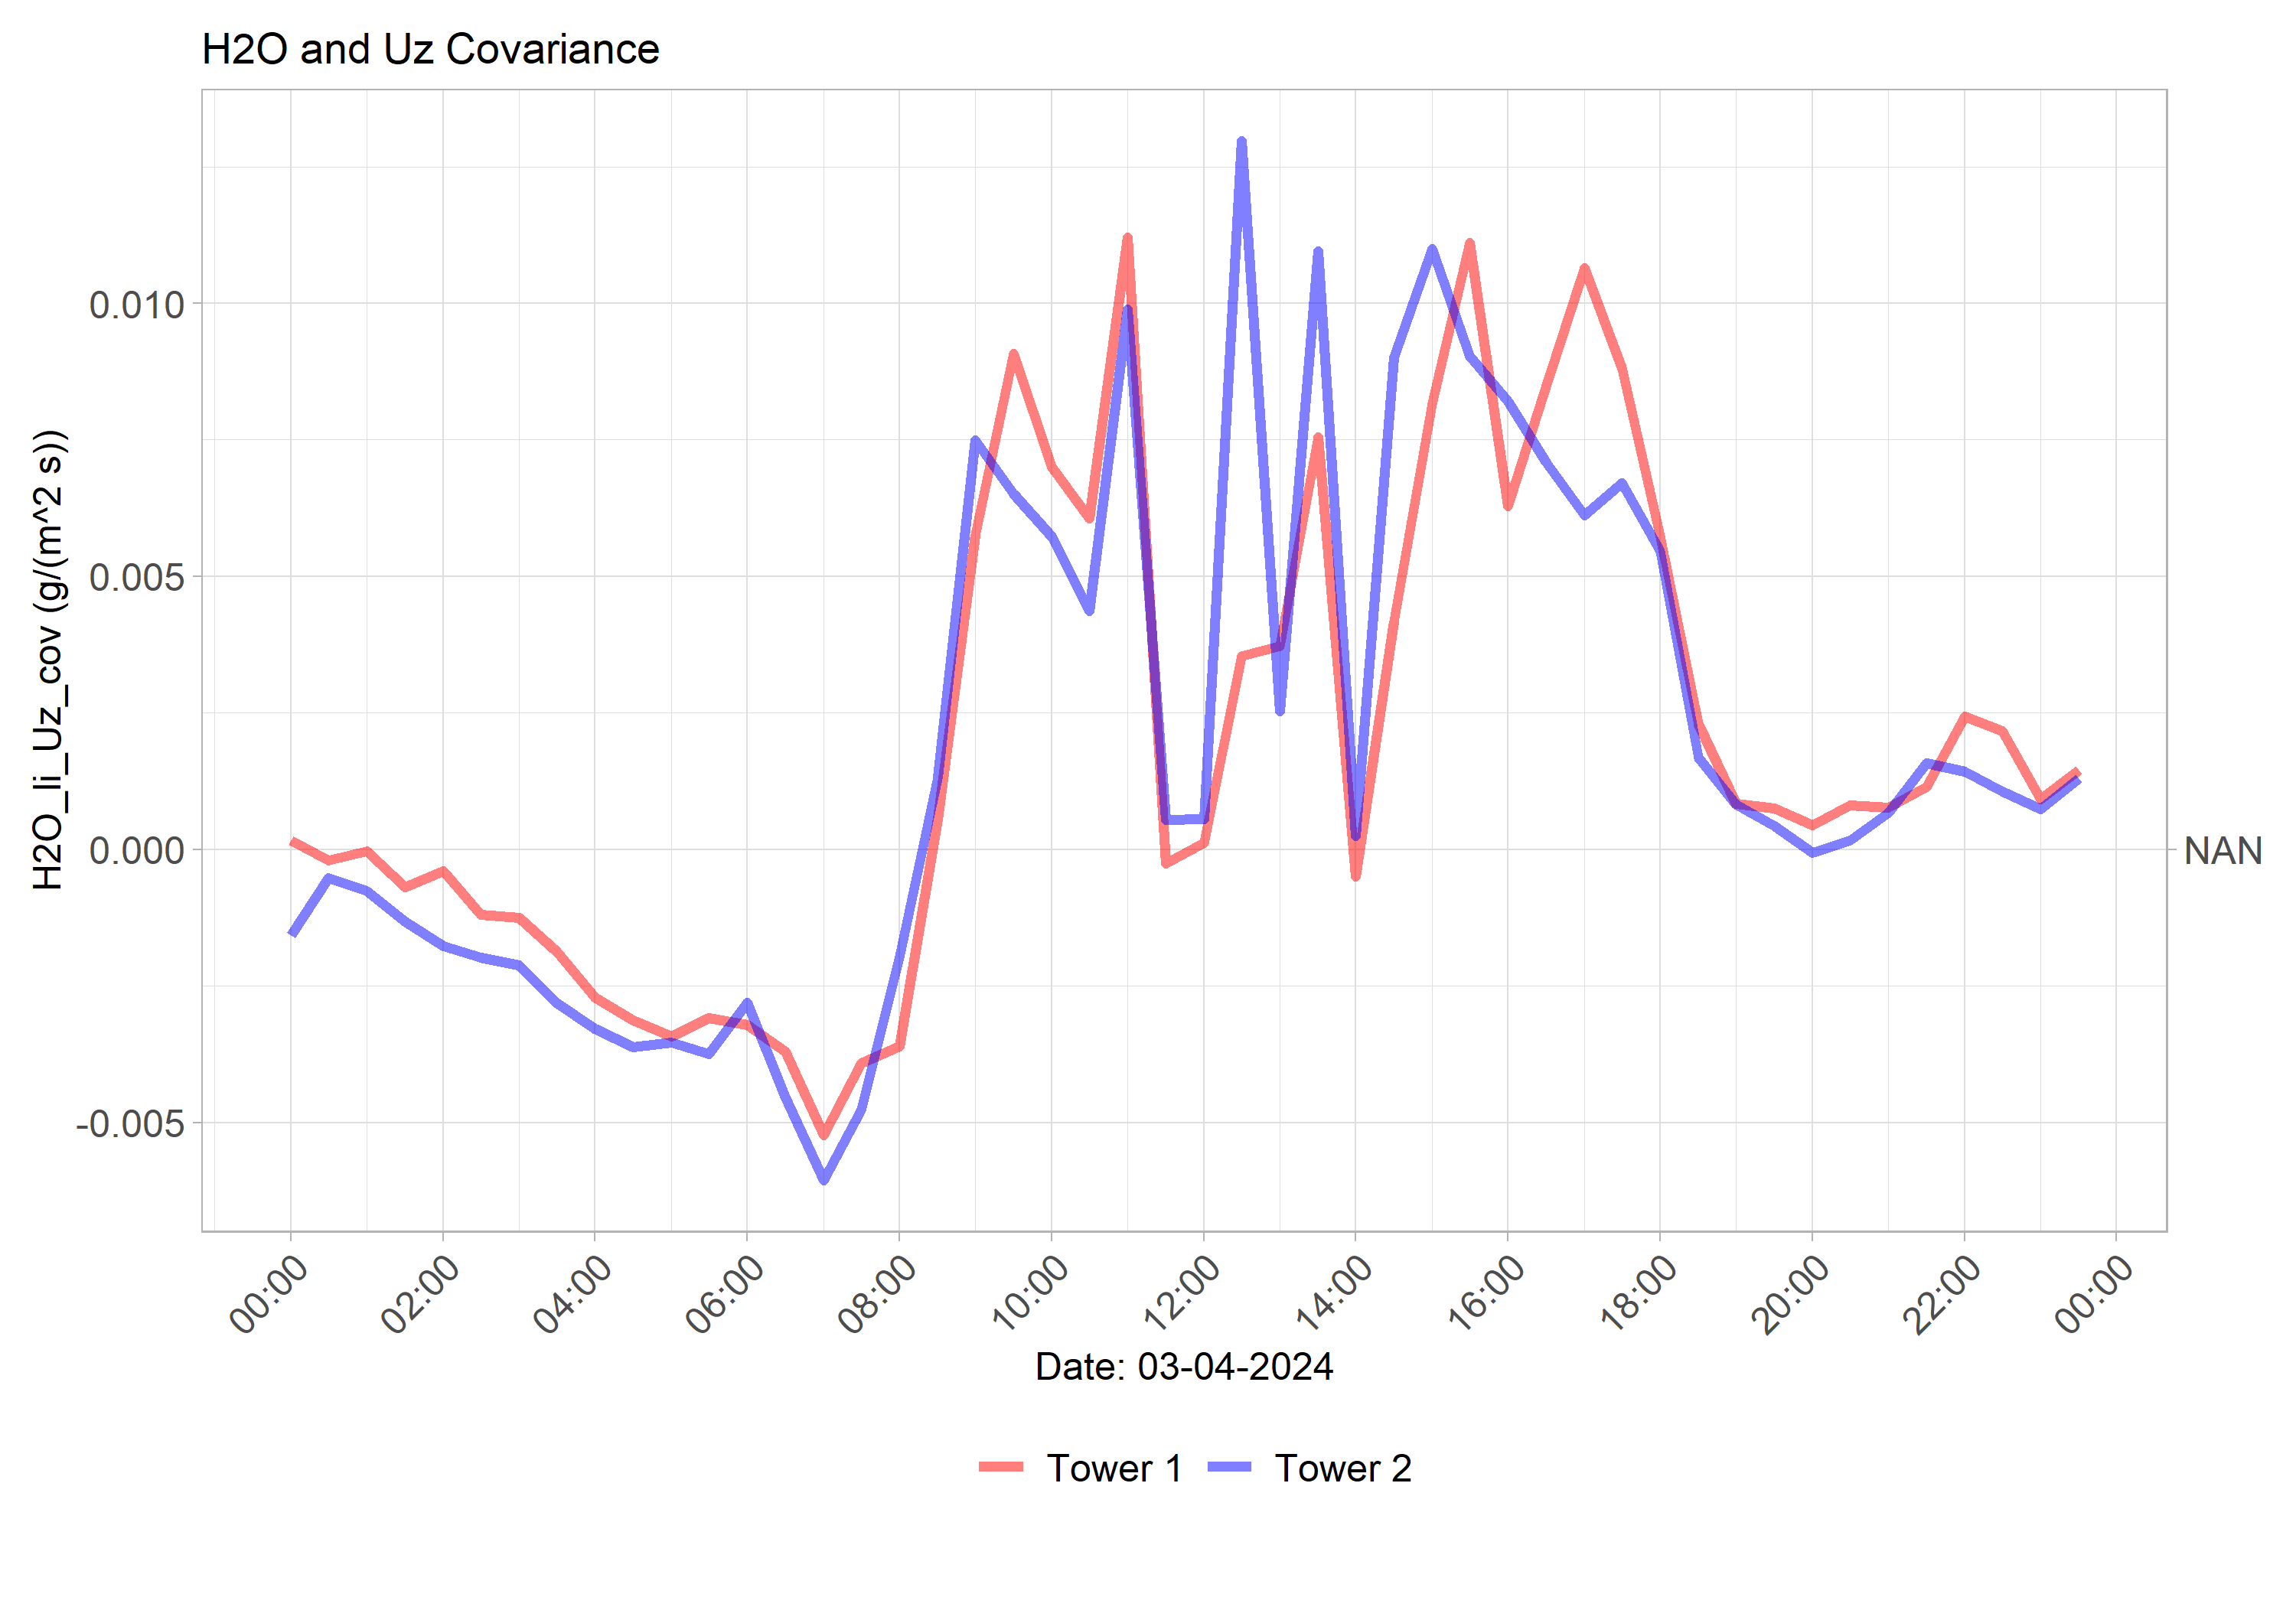 H2O and Uz Covariance
H2O_li_Uz_cov (g/(m^2 s))
0.010
0.005
0.000
-0.005
NAN
00:00
02:00
04:00
06:00
08:00
10:00
12:00
14:00
16:00
18:00
20:00
22:00
00:00
Date: 03-04-2024
Tower 1
Tower 2